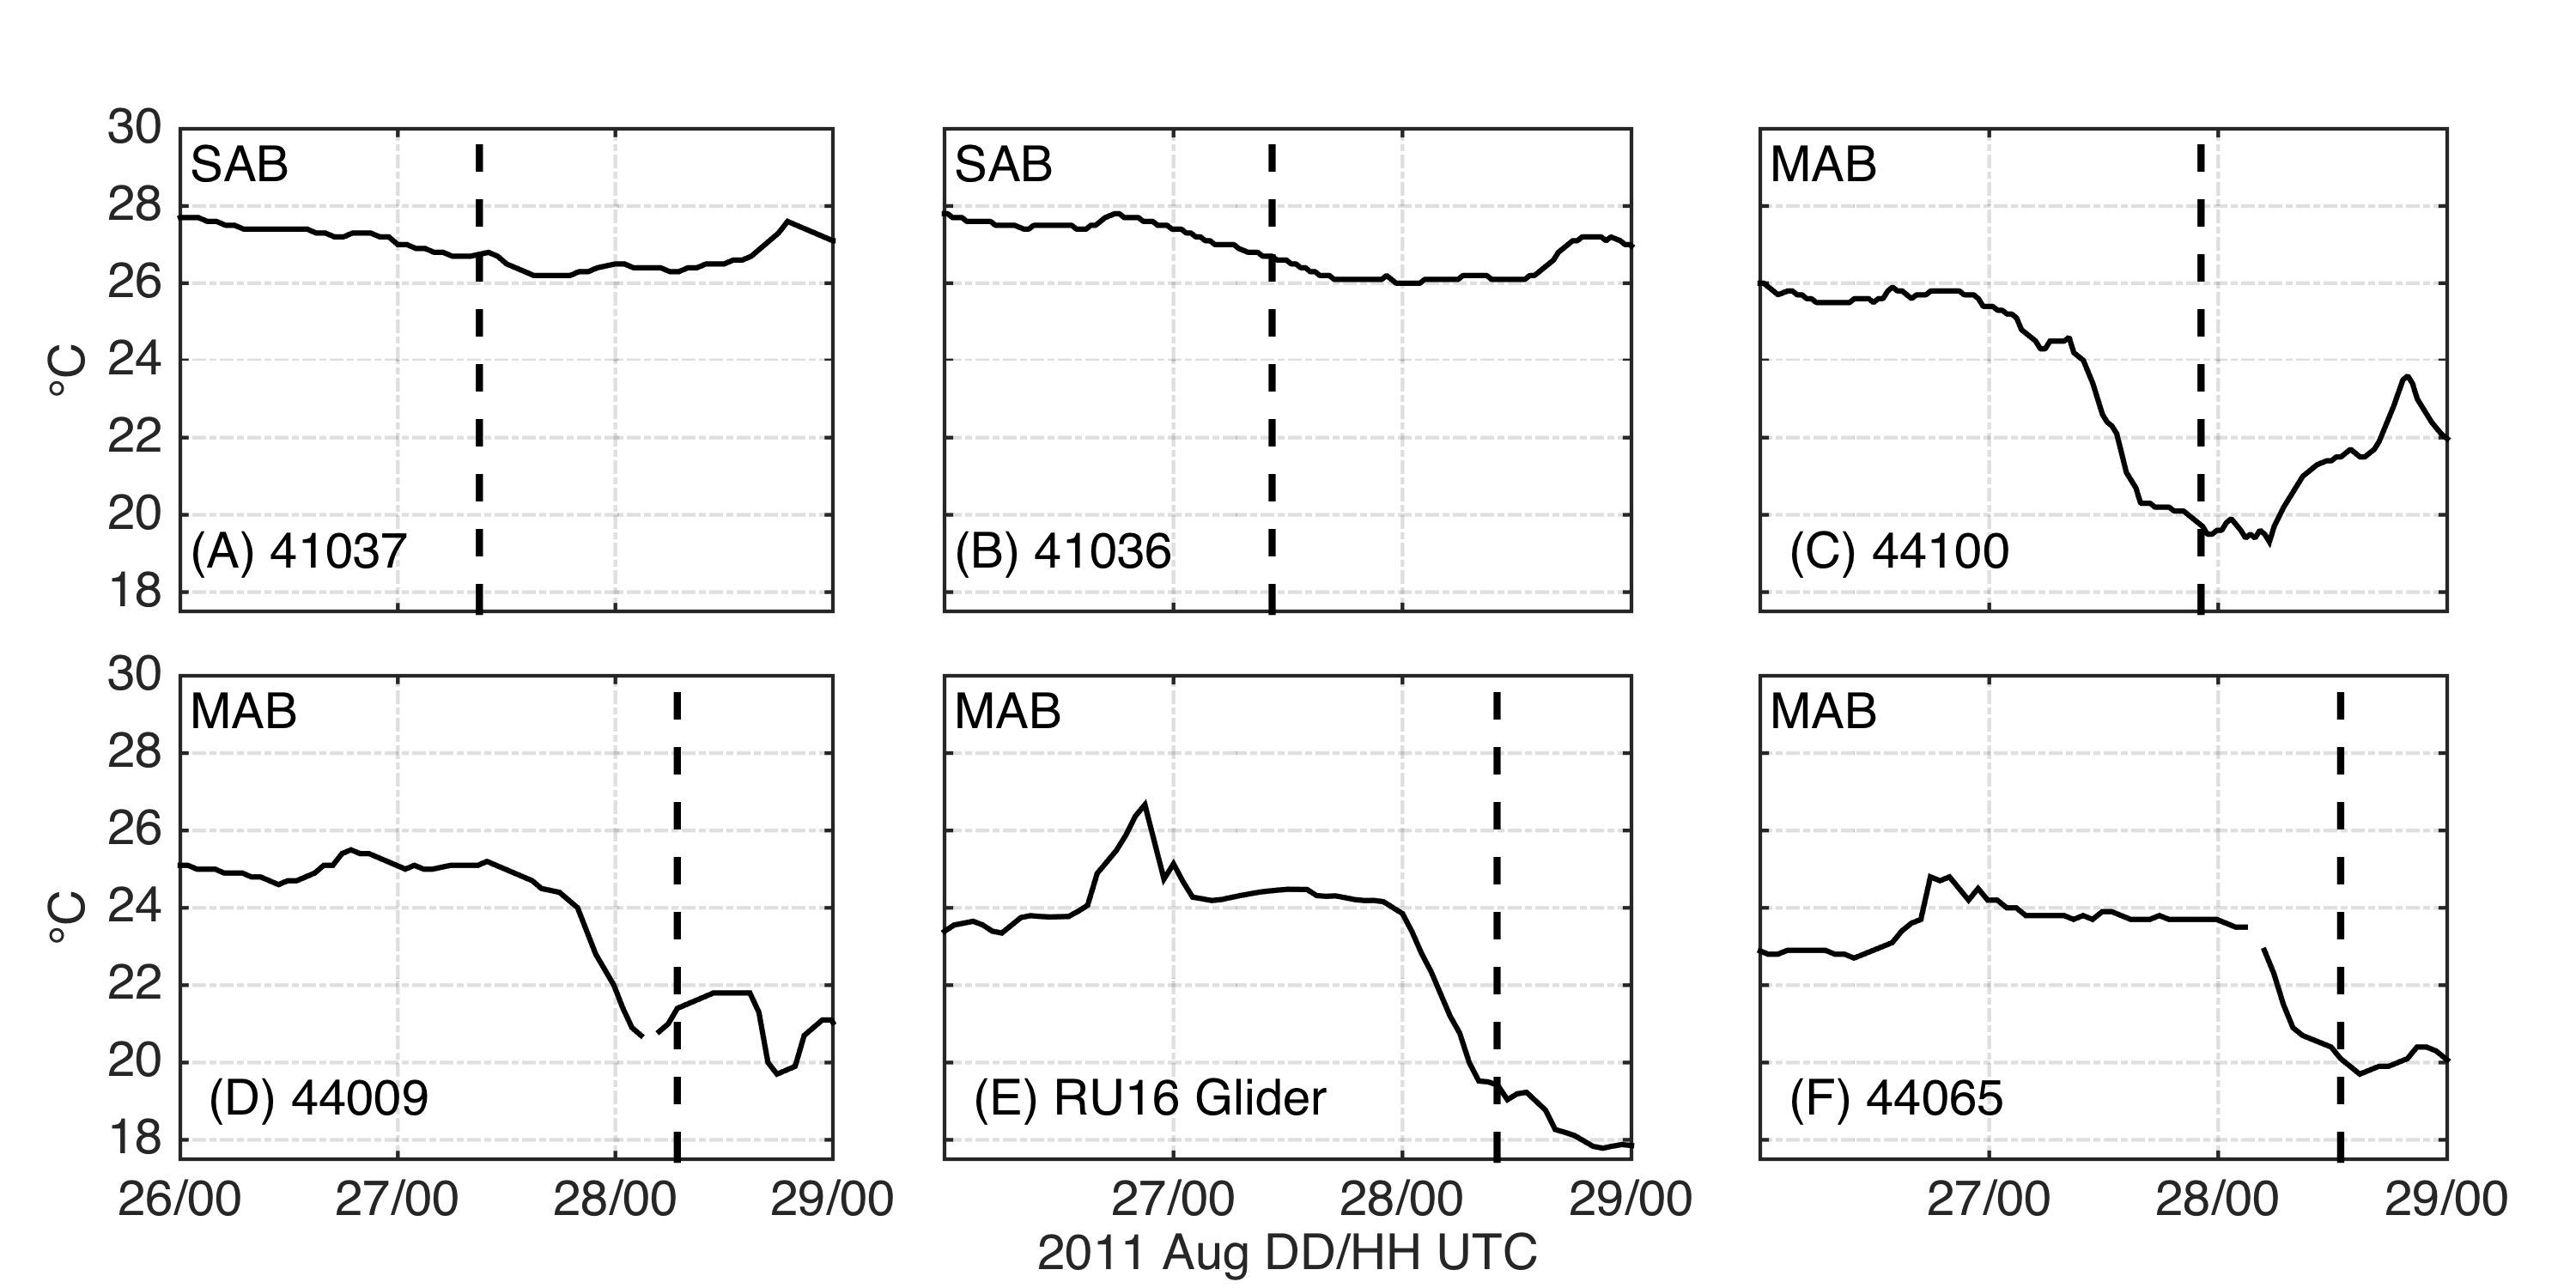 30
28
26
24
22
20
18
°C
SAB
(A) 41037
SAB
(B) 41036
MAB
(C) 44100
30
28
26
24
22
20
18
°C
MAB
(D) 44009
MAB
(E) RU16 Glider
MAB
(F) 44065
26/00 27/00 28/00 29/00
27/00 28/00 29/00
27/00 28/00 29/00
2011 Aug DD/HH UTC